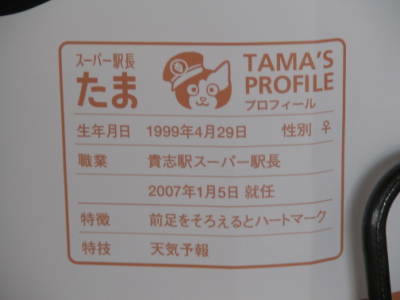 スーパー駅長
たま
TAMA'S
PROFILE
プロフィール
生年月日 1999年4月29日 性別 ♀
職業 貴志駅スーパー駅長
2007年1月5日 就任
特徴 前足をそろえるとハートマーク
特技 天気予報